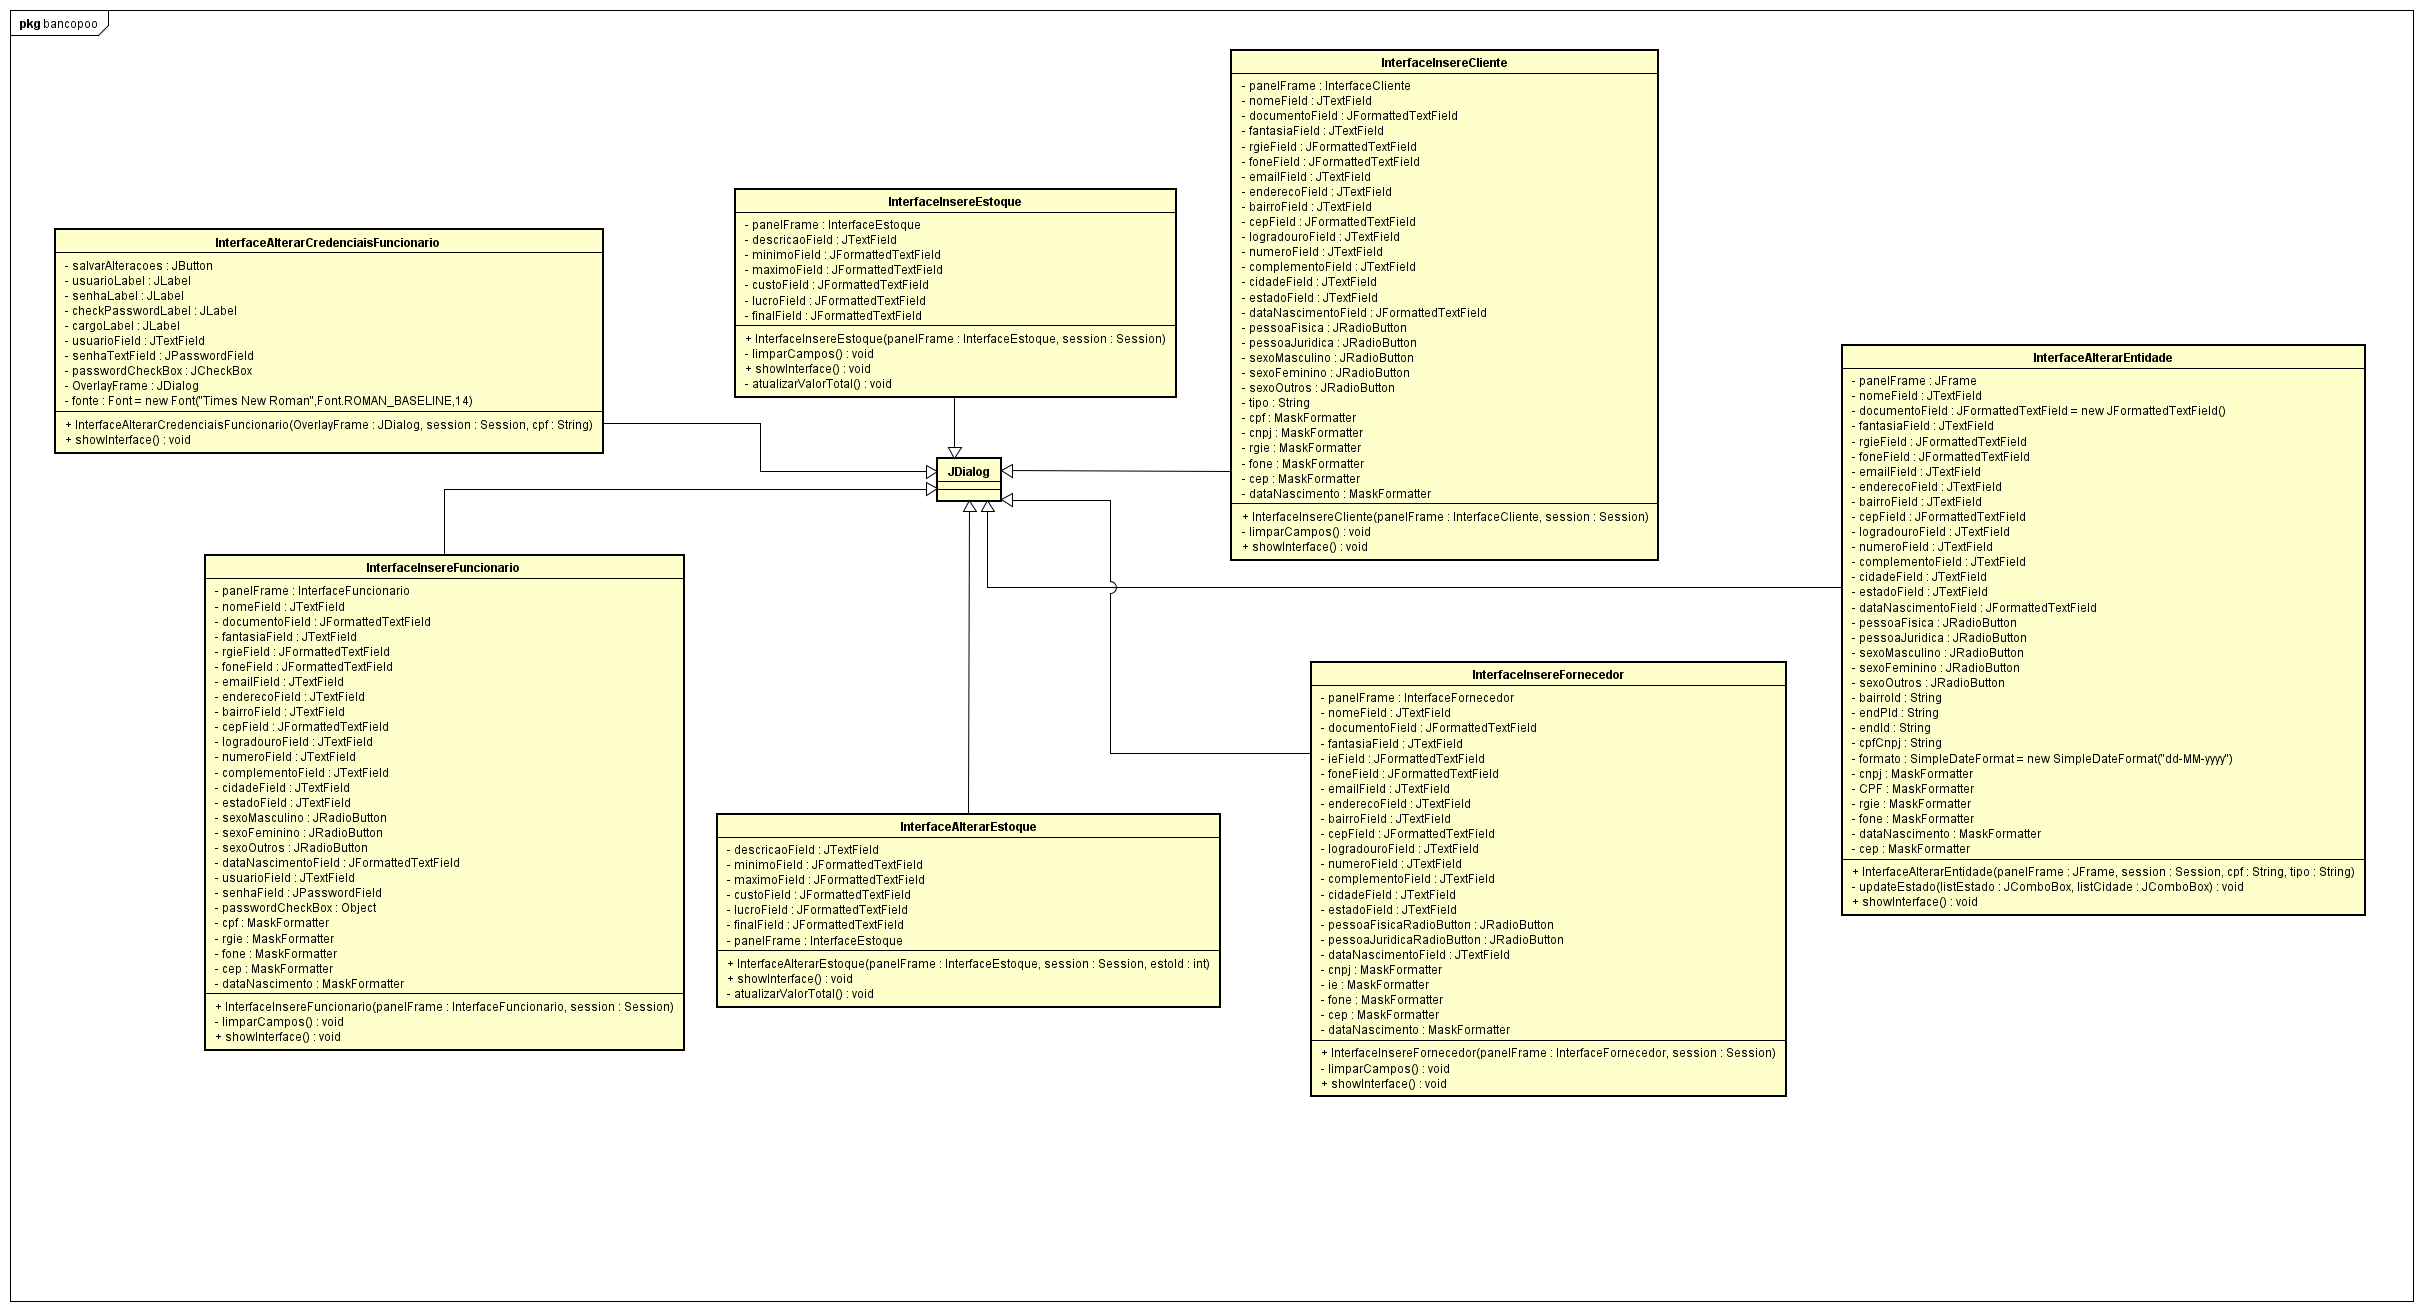 pkg bancopoo
InterfaceInsereCliente
- panelFrame : InterfaceCliente
- nomeField : JTextField
- documentoField : JFormattedTextField
- fantasiaField : JTextField
- rgieField : JFormattedTextField
- foneField : JFormattedTextField
- emailField : JTextField
- enderecoField : JTextField
- bairroField : JTextField
- cepField : JFormattedTextField
- logradouroField : JTextField
- numeroField : JTextField
- complementoField : JTextField
- cidadeField : JTextField
- estadoField : JTextField
- dataNascimentoField : JFormattedTextField
- pessoaFisica : JRadioButton
- pessoaJuridica : JRadioButton
- sexoMasculino : JRadioButton
- sexoFeminino : JRadioButton
- sexoOutros : JRadioButton
- tipo : String
- cpf : MaskFormatter
- cnpj : MaskFormatter
- rgie : MaskFormatter
- fone : MaskFormatter
- cep : MaskFormatter
- dataNascimento : MaskFormatter
+ InterfaceInsereCliente(panelFrame : InterfaceCliente, session : Session)
- limparCampos() : void
+ showInterface() : void
InterfaceInsereEstoque
- panelFrame : InterfaceEstoque
- descricaoField : JTextField
- minimoField : JFormattedTextField
- maximoField : JFormattedTextField
- custoField : JFormattedTextField
- lucroField : JFormattedTextField
- finalField : JFormattedTextField
+ InterfaceInsereEstoque(panelFrame : InterfaceEstoque, session : Session)
- limparCampos() : void
+ showInterface() : void
- atualizarValorTotal() : void
InterfaceAlterarCredenciaisFuncionario
- salvarAlteracoes : JButton
- usuarioLabel : JLabel
- senhaLabel : JLabel
- checkPasswordLabel : JLabel
- cargoLabel : JLabel
- usuarioField : JTextField
- senhaTextField : JPasswordField
- passwordCheckBox : JCheckBox
- OverlayFrame : JDialog
- fonte : Font = new Font("Times New Roman",Font.ROMAN_BASELINE,14)
+ InterfaceAlterarCredenciaisFuncionario(OverlayFrame : JDialog, session : Session, cpf : String)
+ showInterface() : void
InterfaceAlterarEntidade
- panelFrame : JFrame
- nomeField : JTextField
- documentoField : JFormattedTextField = new JFormattedTextField()
- fantasiaField : JTextField
- rgieField : JFormattedTextField
- foneField : JFormattedTextField
- emailField : JTextField
- enderecoField : JTextField
- bairroField : JTextField
- cepField : JFormattedTextField
- logradouroField : JTextField
- numeroField : JTextField
- complementoField : JTextField
- cidadeField : JTextField
- estadoField : JTextField
- dataNascimentoField : JFormattedTextField
- pessoaFisica : JRadioButton
- pessoaJuridica : JRadioButton
- sexoMasculino : JRadioButton
- sexoFeminino : JRadioButton
- sexoOutros : JRadioButton
- bairroId : String
- endPId : String
- endId : String
- cpfCnpj : String
- formato : SimpleDateFormat = new SimpleDateFormat("dd-MM-yyyy")
- cnpj : MaskFormatter
- CPF : MaskFormatter
- rgie : MaskFormatter
- fone : MaskFormatter
- dataNascimento : MaskFormatter
- cep : MaskFormatter
+ InterfaceAlterarEntidade(panelFrame : JFrame, session : Session, cpf : String, tipo : String)
- updateEstado(listEstado : JComboBox, listCidade : JComboBox) : void
+ showInterface() : void
JDialog
InterfaceInsereFuncionario
- panelFrame : InterfaceFuncionario
- nomeField : JTextField
- documentoField : JFormattedTextField
- fantasiaField : JTextField
- rgieField : JFormattedTextField
- foneField : JFormattedTextField
- emailField : JTextField
- enderecoField : JTextField
- bairroField : JTextField
- cepField : JFormattedTextField
- logradouroField : JTextField
- numeroField : JTextField
- complementoField : JTextField
- cidadeField : JTextField
- estadoField : JTextField
- sexoMasculino : JRadioButton
- sexoFeminino : JRadioButton
- sexoOutros : JRadioButton
- dataNascimentoField : JFormattedTextField
- usuarioField : JTextField
- senhaField : JPasswordField
- passwordCheckBox : Object
- cpf : MaskFormatter
- rgie : MaskFormatter
- fone : MaskFormatter
- cep : MaskFormatter
- dataNascimento : MaskFormatter
+ InterfaceInsereFuncionario(panelFrame : InterfaceFuncionario, session : Session)
- limparCampos() : void
+ showInterface() : void
InterfaceInsereFornecedor
- panelFrame : InterfaceFornecedor
- nomeField : JTextField
- documentoField : JFormattedTextField
- fantasiaField : JTextField
- ieField : JFormattedTextField
- foneField : JFormattedTextField
- emailField : JTextField
- enderecoField : JTextField
- bairroField : JTextField
- cepField : JFormattedTextField
- logradouroField : JTextField
- numeroField : JTextField
- complementoField : JTextField
- cidadeField : JTextField
- estadoField : JTextField
- pessoaFisicaRadioButton : JRadioButton
- pessoaJuridicaRadioButton : JRadioButton
- dataNascimentoField : JTextField
- cnpj : MaskFormatter
- ie : MaskFormatter
- fone : MaskFormatter
- cep : MaskFormatter
- dataNascimento : MaskFormatter
+ InterfaceInsereFornecedor(panelFrame : InterfaceFornecedor, session : Session)
- limparCampos() : void
+ showInterface() : void
InterfaceAlterarEstoque
- descricaoField : JTextField
- minimoField : JFormattedTextField
- maximoField : JFormattedTextField
- custoField : JFormattedTextField
- lucroField : JFormattedTextField
- finalField : JFormattedTextField
- panelFrame : InterfaceEstoque
+ InterfaceAlterarEstoque(panelFrame : InterfaceEstoque, session : Session, estoId : int)
+ showInterface() : void
- atualizarValorTotal() : void